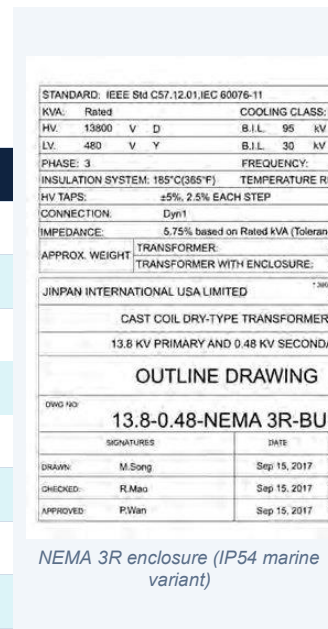 STANDARD: IEEE Std C57.12.01,IEC 60076-11
KVA: Rated COOLING CLASS:
HV. 13800 V D B.I.L. 95 kV
LV. 480 V Y B.I.L. 30 kV
PHASE: 3 FREQUENCY:
INSULATION SYSTEM: 185°C(365°F) TEMPERATURE
HV TAPS: ±5%, 2.5% EACH STEP
CONNECTION: Dyn1
IMPEDANCE: 5.75% based on Rated kVA
APPROX. WEIGHT TRANSFORMER:
TRANSFORMER WITH ENCLOSURE:
JINPAN INTERNATIONAL USA LIMITED
CAST COIL DRY-TYPE TRANSFORMER
13.8 KV PRIMARY AND 0.48 KV
OUTLINE DRAWING
DWG NO:
13.8-0.48-NEMA 3R-BU
SIGNATURES DATE
DRAWN: M.Song Sep 15, 2017
CHECKED: R.Mao Sep 15, 2017
APPROVED: P.Wan Sep 15, 2017
NEMA 3R enclosure (IP54 marine
variant)